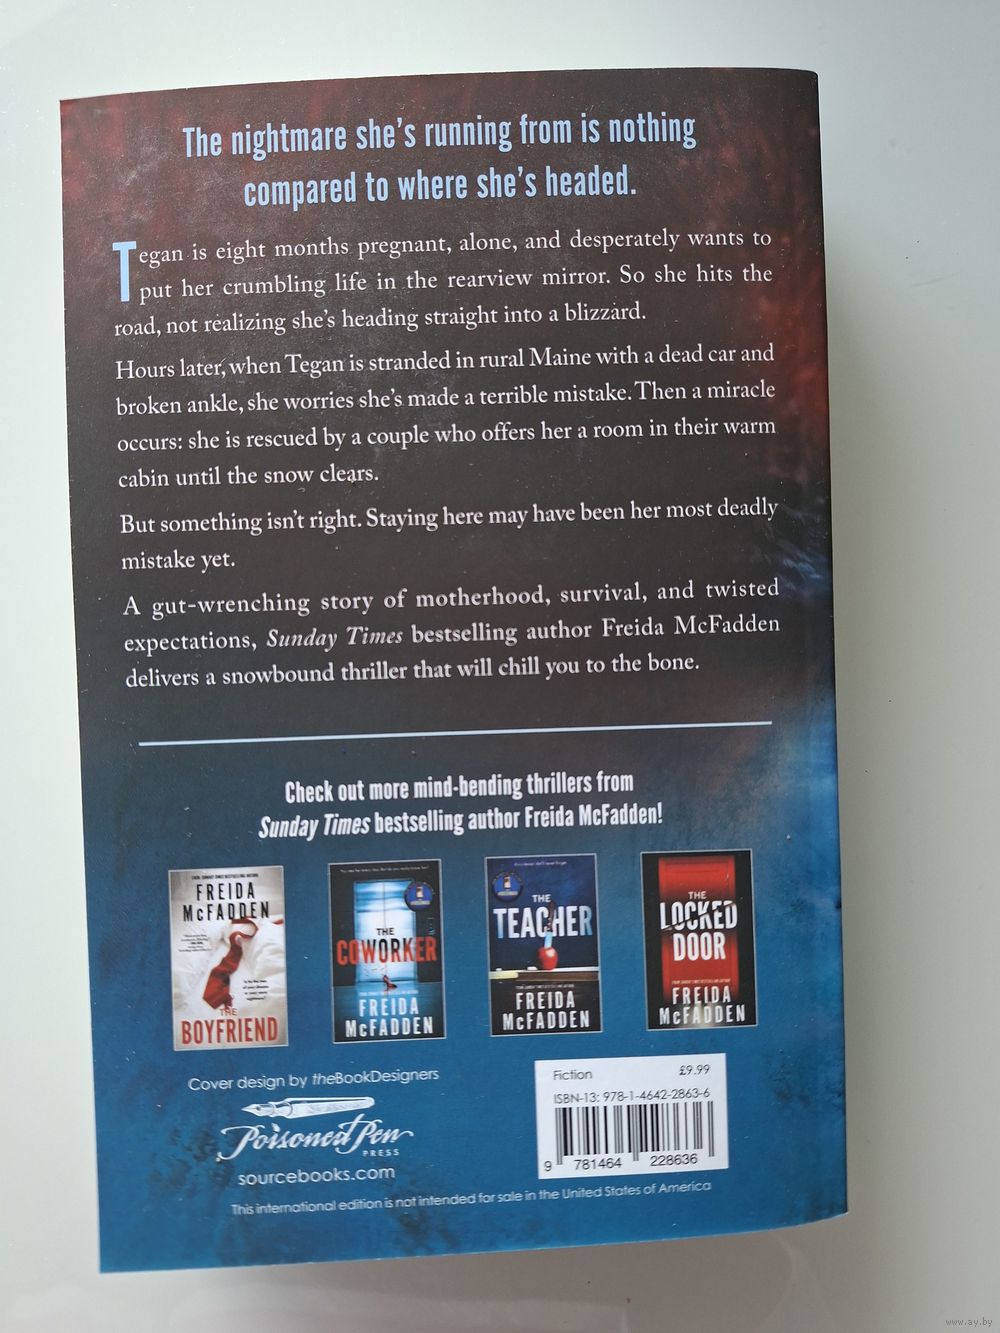 The nightmare she's running from is nothing
compared to where she's headed.
Tegan is eight months pregnant, alone, and desperately wants to
put her crumbling life in the rearview mirror. So she hits the
road, not realizing she's heading straight into a blizzard.
Hours later, when Tegan is stranded in rural Maine with a dead car and
broken ankle, she worries she's made a terrible mistake. Then a miracle
occurs: she is rescued by a couple who offers her a room in their warm
cabin until the snow clears.
But something isn't right. Staying here may have been her most deadly
mistake yet.
A gut-wrenching story of motherhood, survival, and twisted
expectations, Sunday Times bestselling author Freida McFadden
delivers a snowbound thriller that will chill you to the bone.
Check out more mind-bending thrillers from
Sunday Times bestselling author Freida McFadden!
FREIDA
McFADDEN
THE
BOYFRIEND
THE
COWORKER
FREIDA
McFADDEN
THE
TEACHER
FREIDA
McFADDEN
THE
LOCKED
DOOR
FREIDA
McFADDEN
Cover design by theBookDesigners
Poisoned Pen
PRESS
sourcebooks.com
Fiction £9.99
ISBN-13: 978-1-4642-2863-6
9 781464 228636
This international edition is not intended for sale in the United States of America
www.ay.by